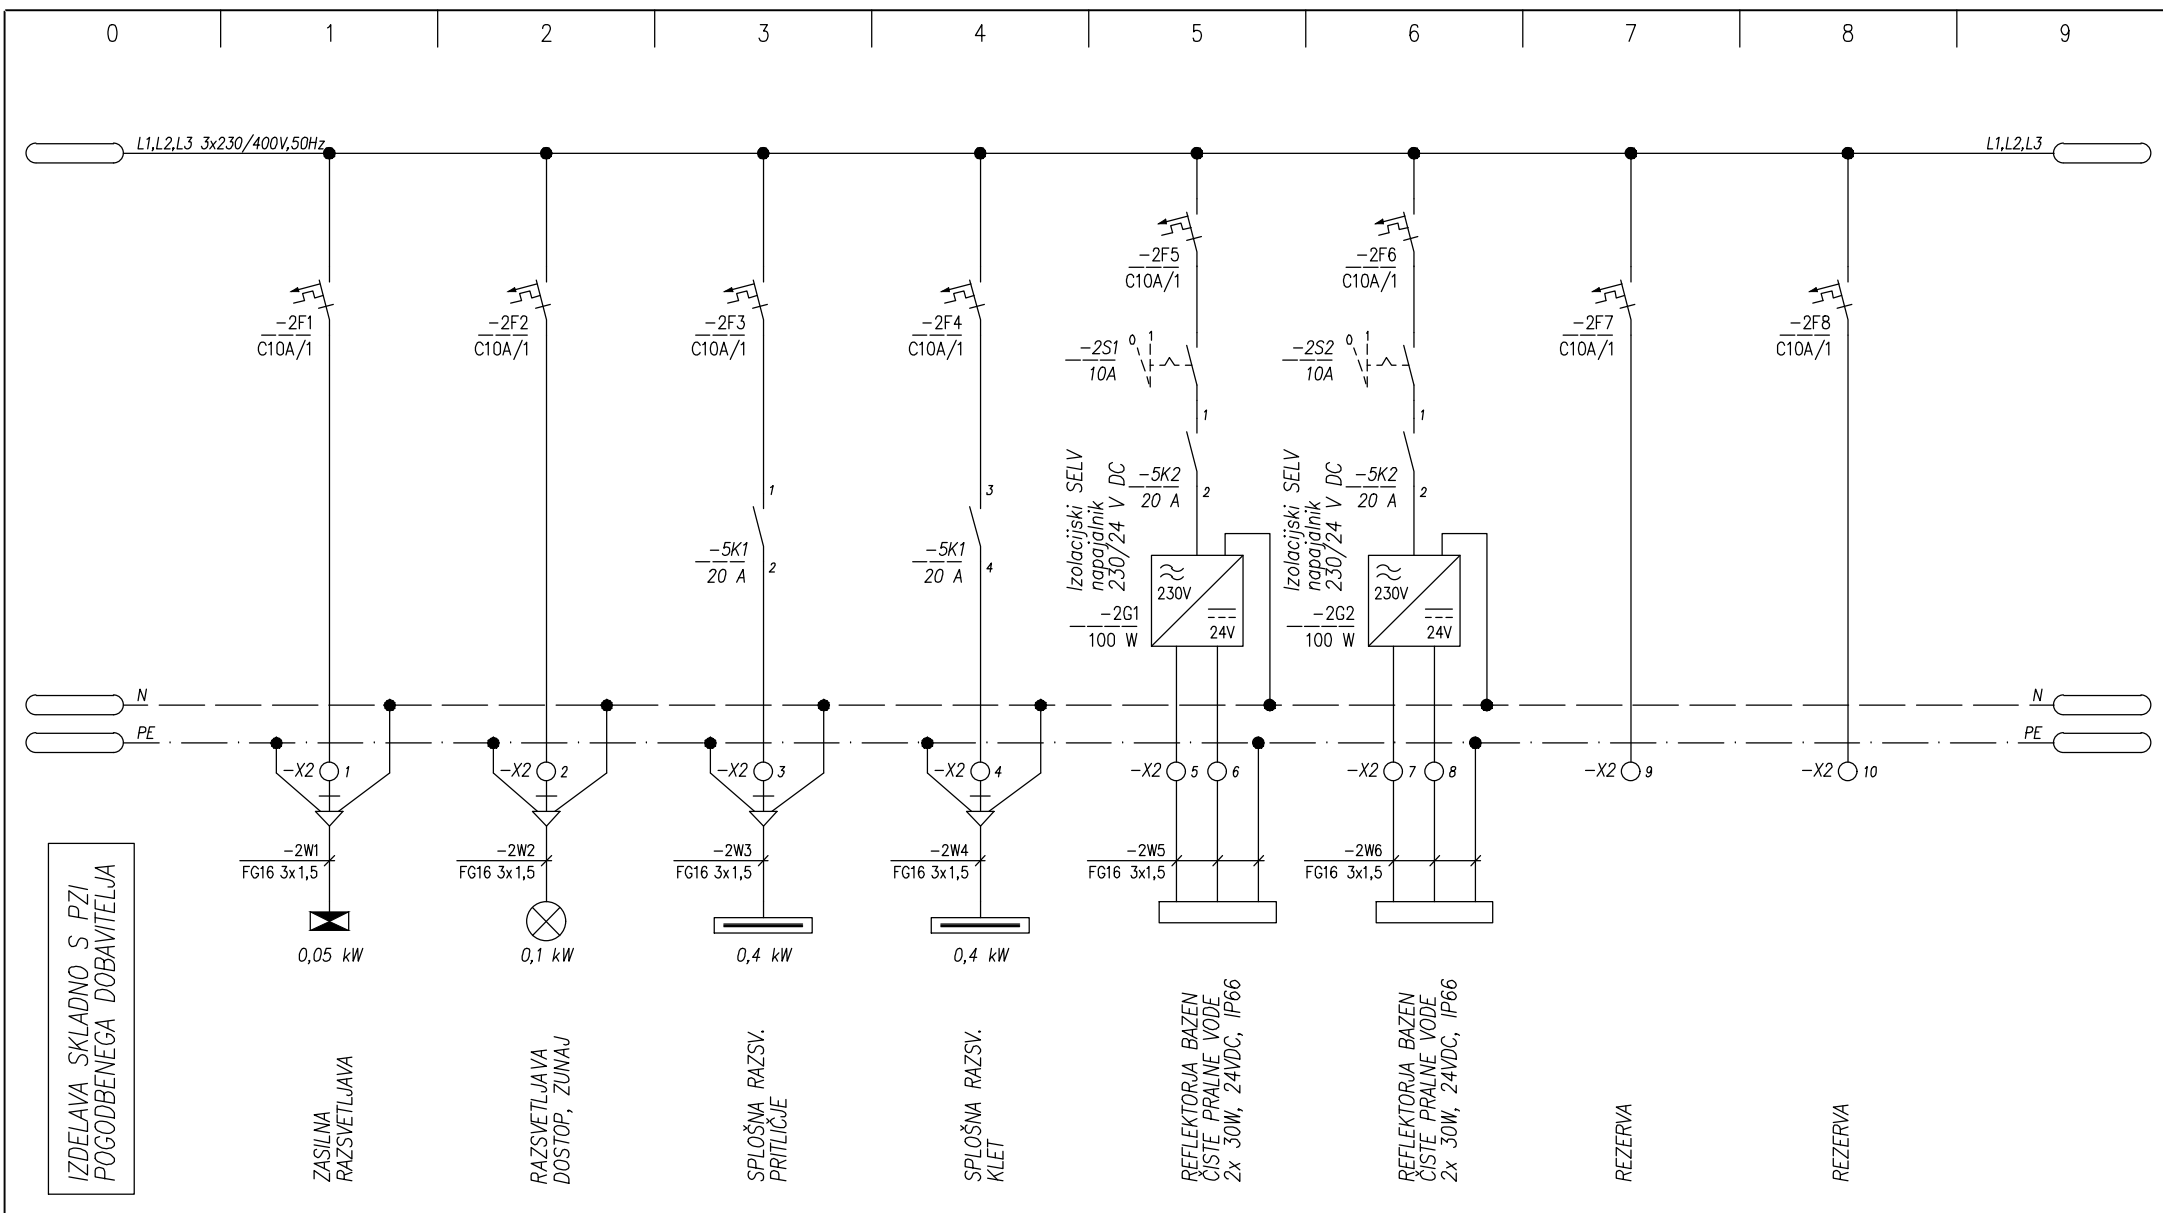 0 1 2 3 4 5 6 7 8 9
L1,L2,L3 3x230/400V,50Hz
L1,L2,L3
-2F1
C10A/1
-2F2
C10A/1
-2F3
C10A/1
-2F4
C10A/1
-2F5
C10A/1
-2F6
C10A/1
-2F7
C10A/1
-2F8
C10A/1
-2S1
10A
0 1
-2S2
10A
0 1
1
-5K1
20 A
2
3
-5K1
20 A
4
1
-5K2
20 A
2
1
-5K2
20 A
2
Izolacijski SELV
napajalnik
230/24 V DC
-2G1
100 W
230V
24V
Izolacijski SELV
napajalnik
230/24 V DC
-2G2
100 W
230V
24V
N
N
PE
PE
-X2 1
-X2 2
-X2 3
-X2 4
-X2 5 6
-X2 7 8
-X2 9
-X2 10
-2W1
FG16 3x1,5
-2W2
FG16 3x1,5
-2W3
FG16 3x1,5
-2W4
FG16 3x1,5
-2W5
FG16 3x1,5
-2W6
FG16 3x1,5
0,05 kW
0,1 kW
0,4 kW
0,4 kW
IZDELAVA SKLADNO S PZI
POGODBENEGA DOBAVITELJA
ZASILNA
RAZSVETLJAVA
RAZSVETLJAVA
DOSTOP, ZUNAJ
SPLOŠNA RAZSV.
PRITLIČJE
SPLOŠNA RAZSV.
KLET
REFLEKTORJA BAZEN
ČISTE PRALNE VODE
2x 30W, 24VDC, IP66
REFLEKTORJA BAZEN
ČISTE PRALNE VODE
2x 30W, 24VDC, IP66
REZERVA
REZERVA